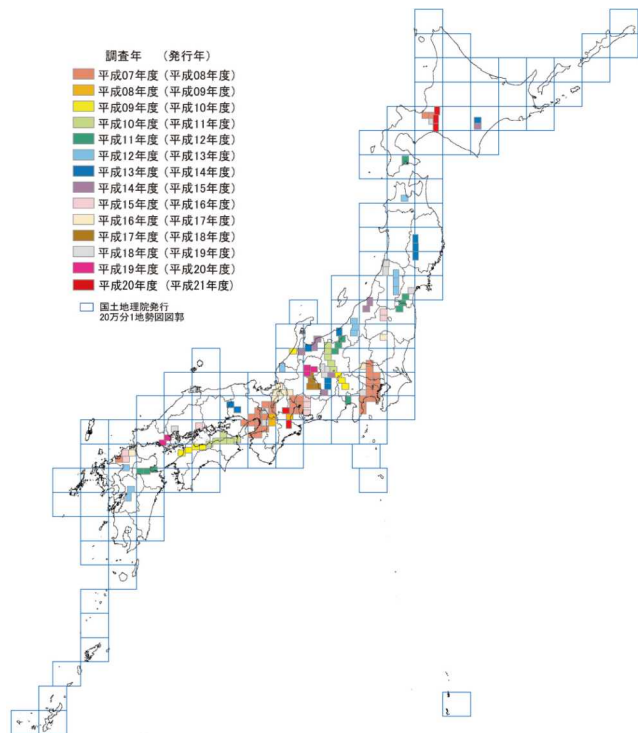 調査年 （発行年）
平成07年度（平成08年度）
平成08年度（平成09年度）
平成09年度（平成10年度）
平成10年度（平成11年度）
平成11年度（平成12年度）
平成12年度（平成13年度）
平成13年度（平成14年度）
平成14年度（平成15年度）
平成15年度（平成16年度）
平成16年度（平成17年度）
平成17年度（平成18年度）
平成18年度（平成19年度）
平成19年度（平成20年度）
平成20年度（平成21年度）
国土地理院発行
20万分1地勢図図郭